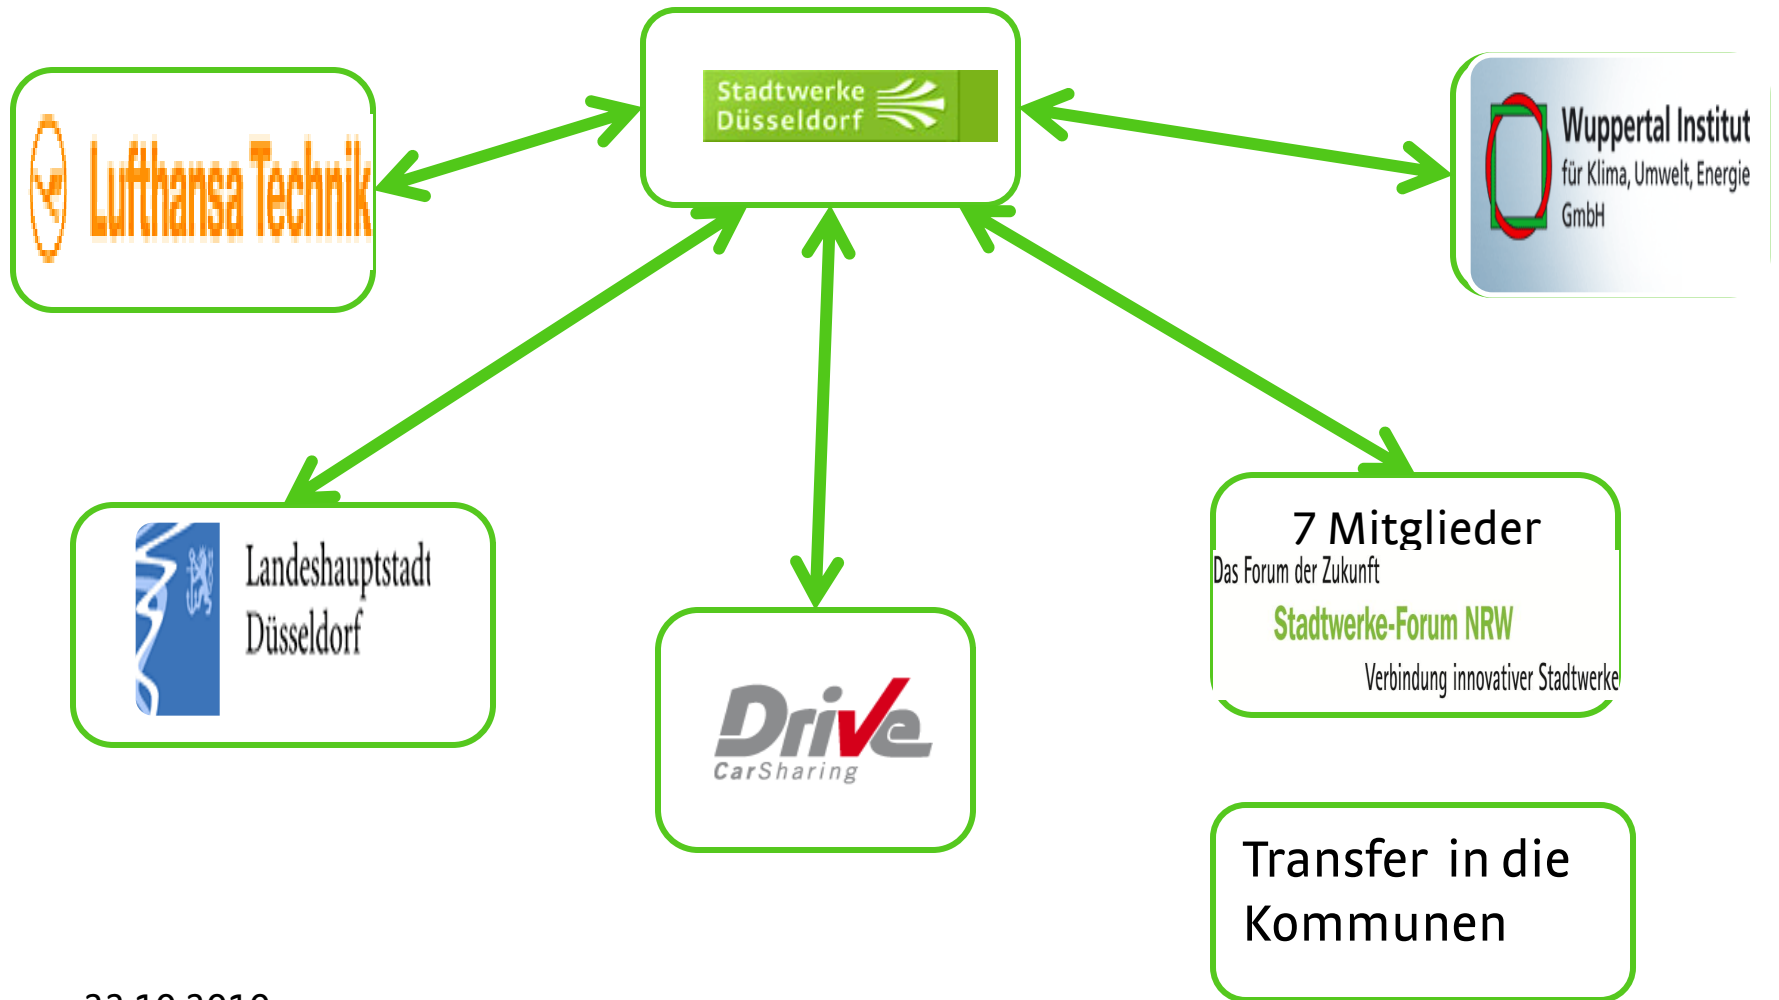 Stadtwerke
Düsseldorf
Lufthansa Technik
Wuppertal Institut
für Klima, Umwelt, Energie
GmbH
Landeshauptstadt
Düsseldorf
Drive
CarSharing
7 Mitglieder
Das Forum der Zukunft
Stadtwerke-Forum NRW
Verbindung innovativer Stadtwerke
Transfer in die
Kommunen